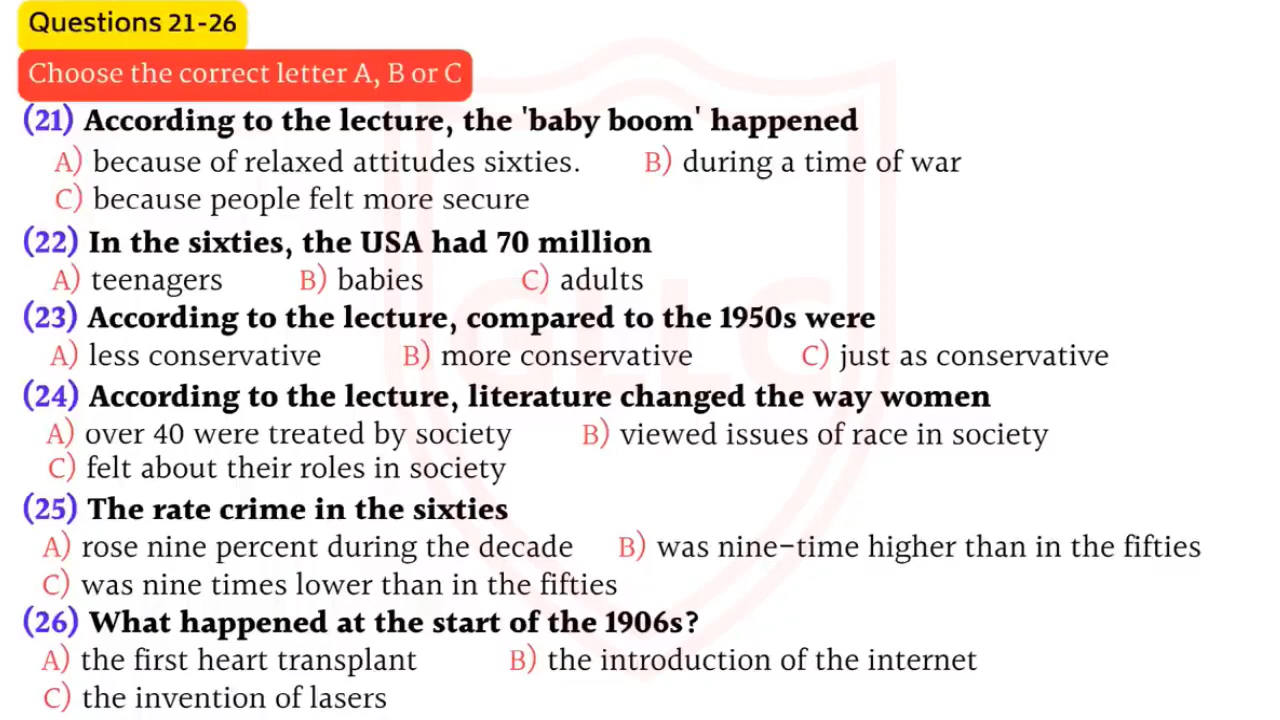 Questions 21-26
Choose the correct letter A, B or C
(21) According to the lecture, the 'baby boom' happened
A) because of relaxed attitudes sixties. B) during a time of war
C) because people felt more secure
(22) In the sixties, the USA had 70 million
A) teenagers B) babies C) adults
(23) According to the lecture, compared to the 1950s were
A) less conservative B) more conservative C) just as conservative
(24) According to the lecture, literature changed the way women
A) over 40 were treated by society B) viewed issues of race in society
C) felt about their roles in society
(25) The rate crime in the sixties
A) rose nine percent during the decade B) was nine-time higher than in the fifties
C) was nine times lower than in the fifties
(26) What happened at the start of the 1906s?
A) the first heart transplant B) the introduction of the internet
C) the invention of lasers